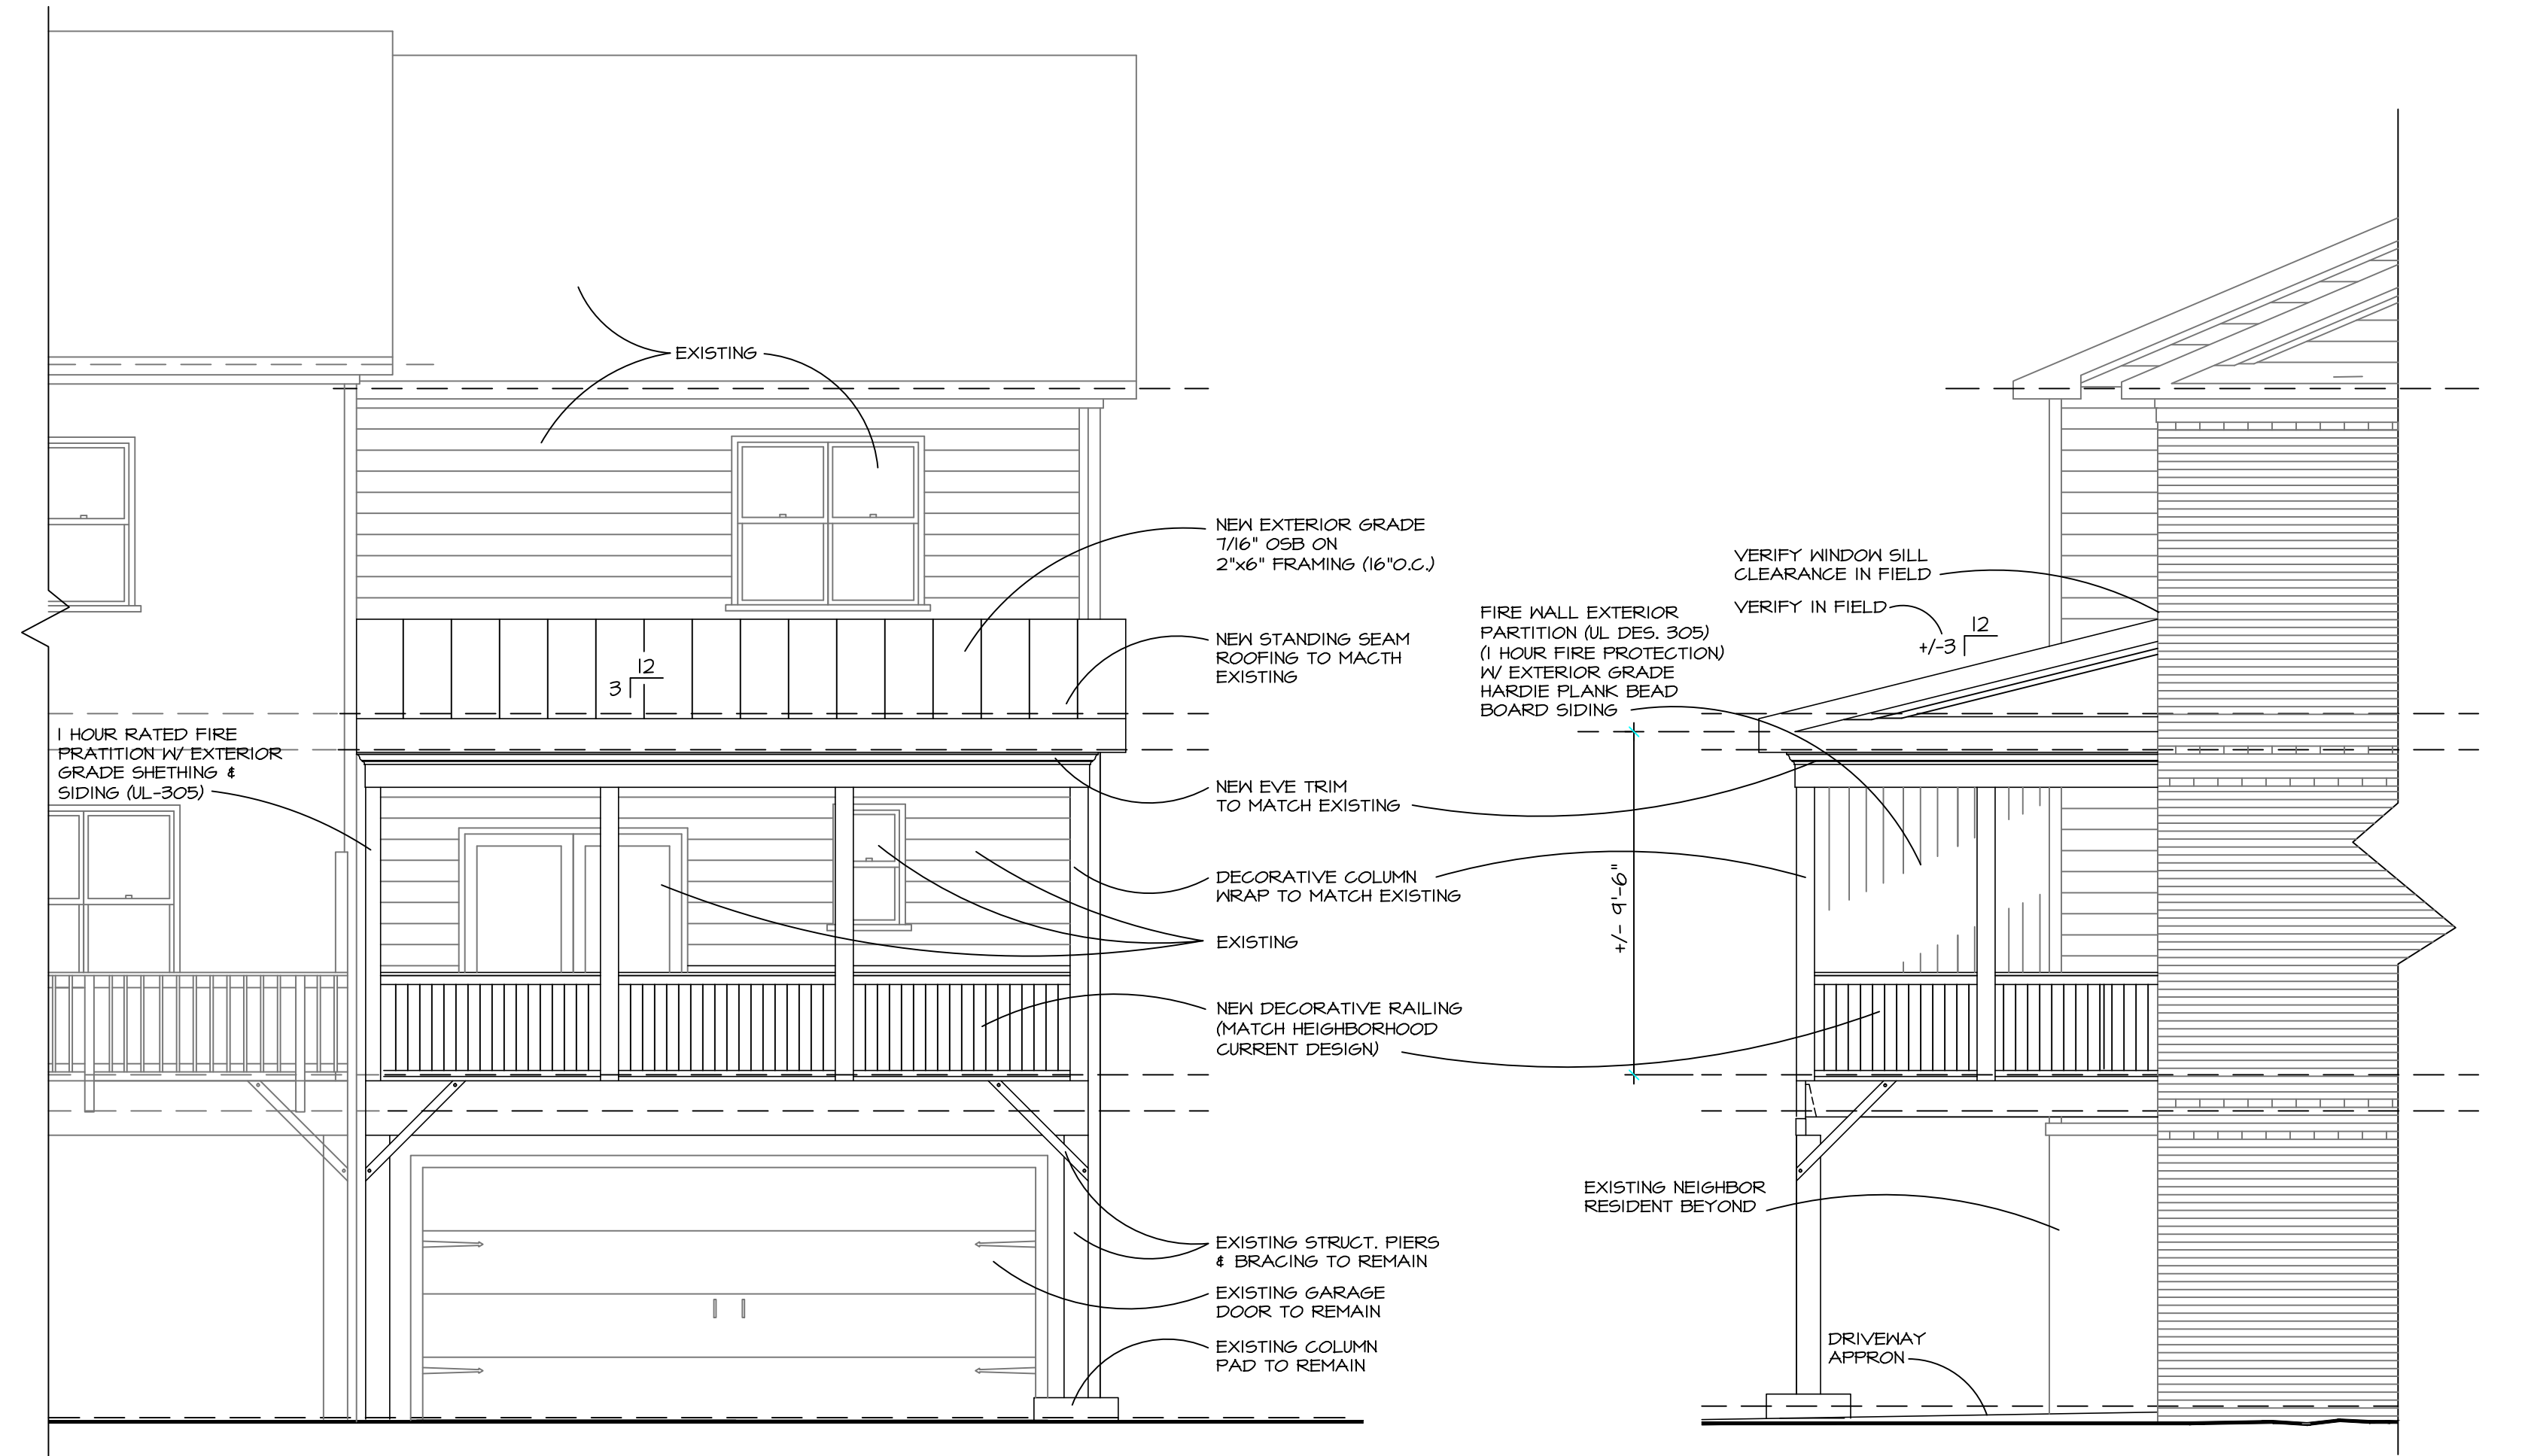 EXISTING
NEW EXTERIOR GRADE
7/16" OSB ON
2"x6" FRAMING (16"O.C.)
NEW STANDING SEAM
ROOFING TO MACTH
EXISTING
12
3
1 HOUR RATED FIRE
PRATITION W/ EXTERIOR
GRADE SHETHING &
SIDING (UL-305)
NEW EVE TRIM
TO MATCH EXISTING
DECORATIVE COLUMN
WRAP TO MATCH EXISTING
EXISTING
NEW DECORATIVE RAILING
(MATCH HEIGHBORHOOD
CURRENT DESIGN)
EXISTING STRUCT. PIERS
& BRACING TO REMAIN
EXISTING GARAGE
DOOR TO REMAIN
EXISTING COLUMN
PAD TO REMAIN
VERIFY WINDOW SILL
CLEARANCE IN FIELD
VERIFY IN FIELD
12
+/-3
FIRE WALL EXTERIOR
PARTITION (UL DES. 305)
(1 HOUR FIRE PROTECTION)
W/ EXTERIOR GRADE
HARDIE PLANK BEAD
BOARD SIDING
+/- 9'-6"
EXISTING NEIGHBOR
RESIDENT BEYOND
DRIVEWAY
APPRON